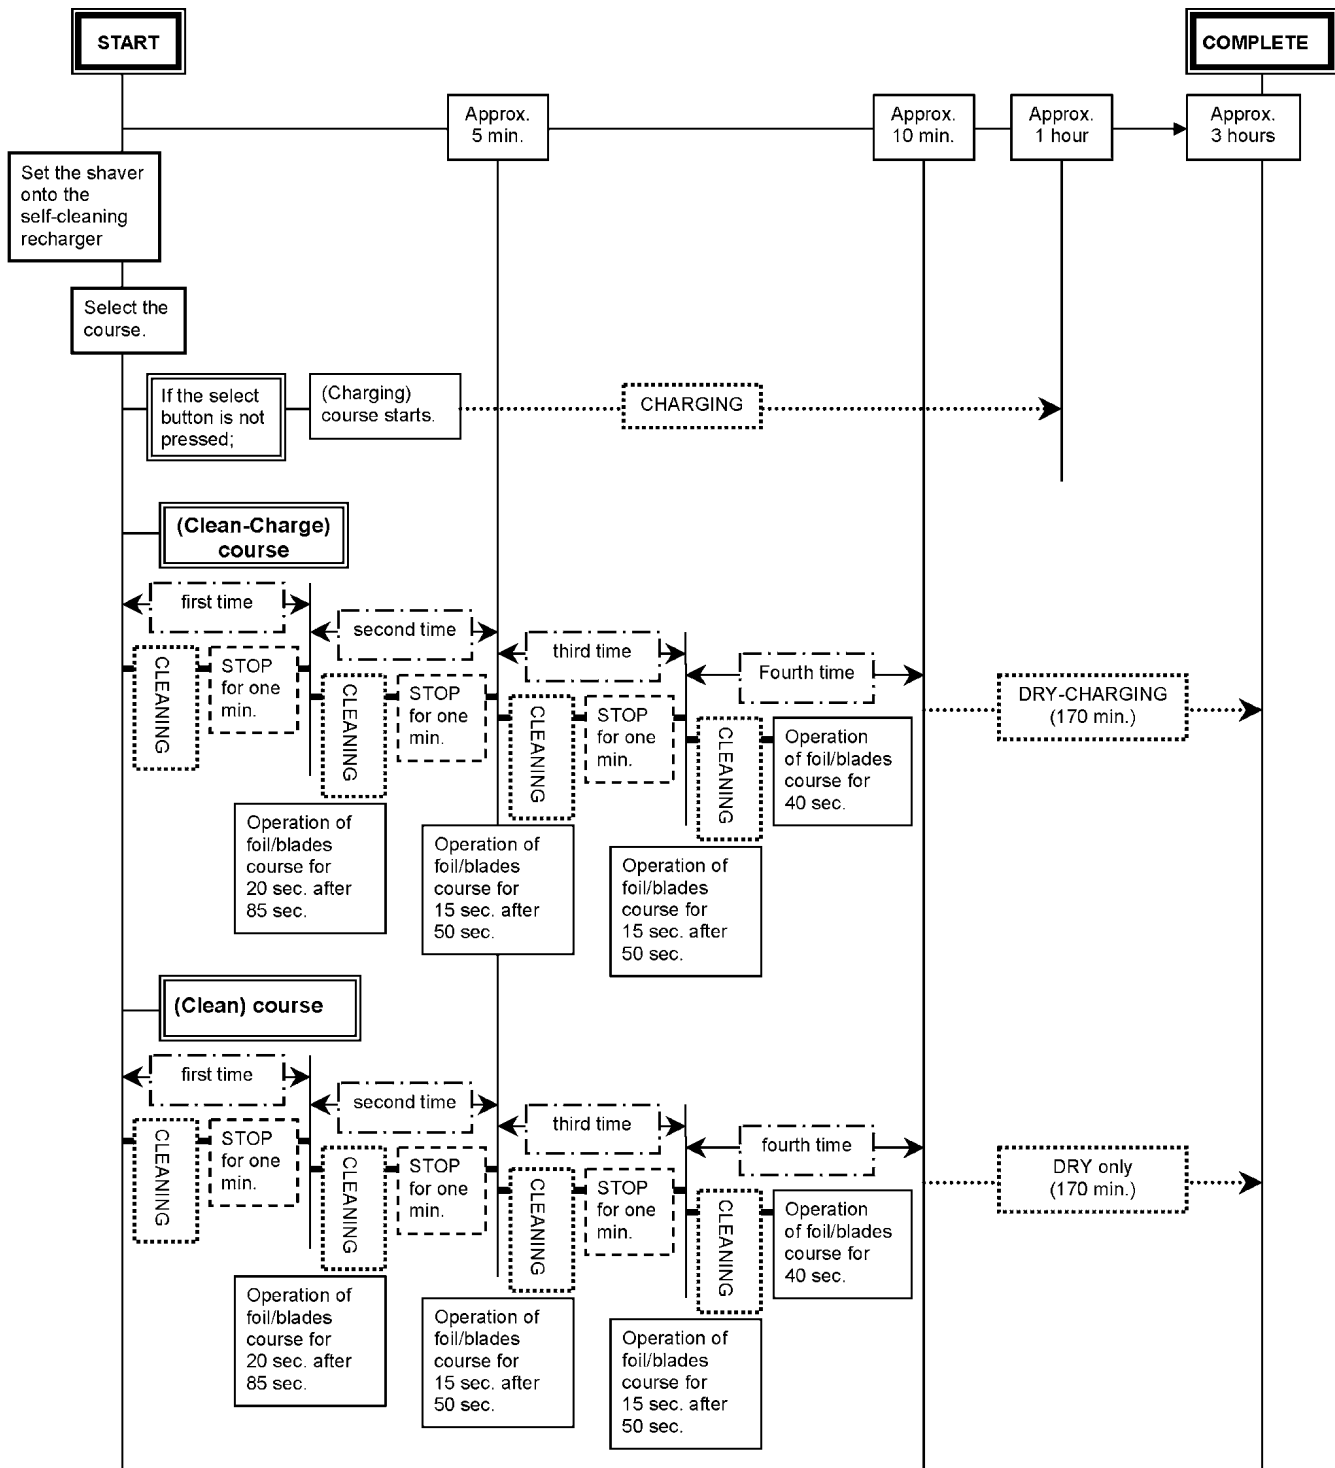 START
COMPLETE
Approx.
5 min.
Approx.
10 min.
Approx.
1 hour
Approx.
3 hours
Set the shaver
onto the
self-cleaning
recharger
Select the
course.
If the select
button is not
pressed;
(Charging)
course starts.
CHARGING
(Clean-Charge)
course
first time
second time
third time
Fourth time
CLEANING
STOP
for one
min.
CLEANING
STOP
for one
min.
CLEANING
STOP
for one
min.
CLEANING
Operation
of foil/blades
course for
40 sec.
DRY-CHARGING
(170 min.)
Operation of
foil/blades
course for
20 sec. after
85 sec.
Operation of
foil/blades
course for
15 sec. after
50 sec.
Operation of
foil/blades
course for
15 sec. after
50 sec.
(Clean) course
first time
second time
third time
fourth time
CLEANING
STOP
for one
min.
CLEANING
STOP
for one
min.
CLEANING
STOP
for one
min.
CLEANING
Operation
of foil/blades
course for
40 sec.
DRY only
(170 min.)
Operation of
foil/blades
course for
20 sec. after
85 sec.
Operation of
foil/blades
course for
15 sec. after
50 sec.
Operation of
foil/blades
course for
15 sec. after
50 sec.